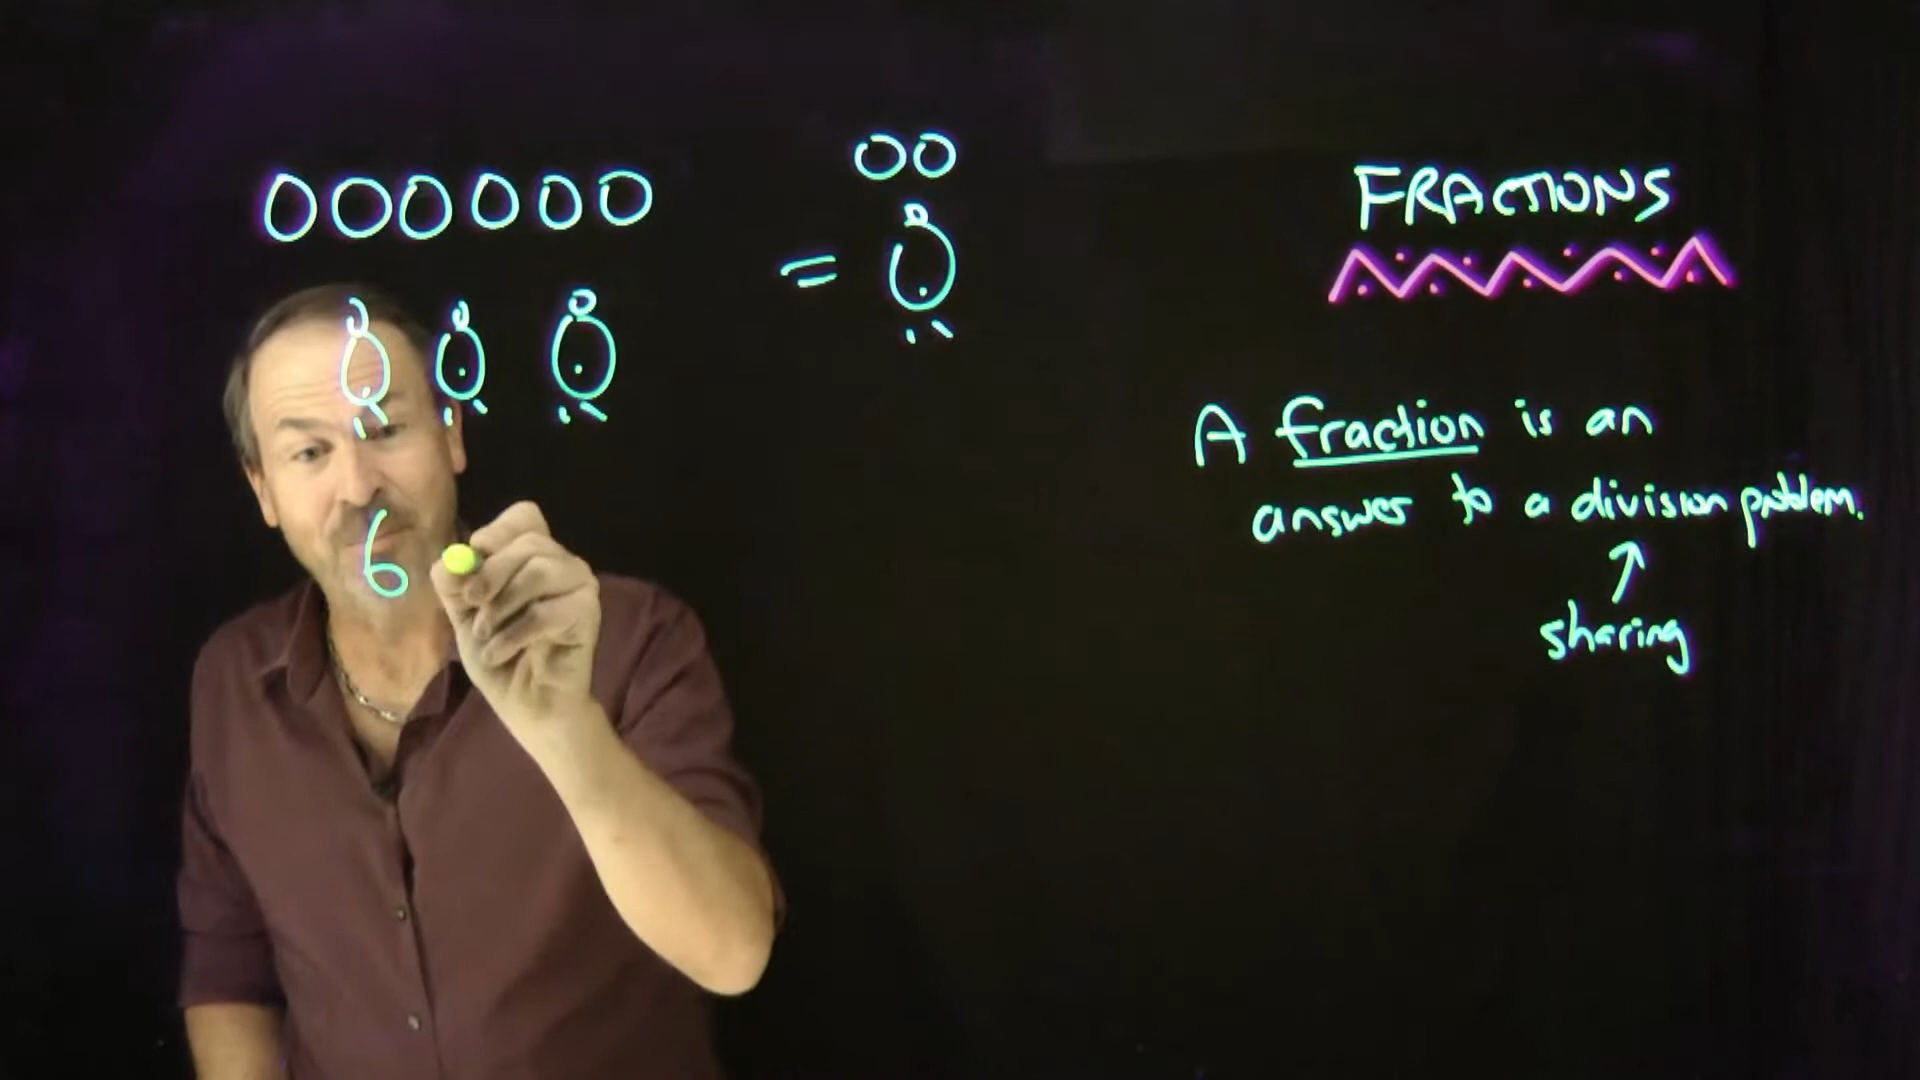 =
6
FRACTIONS
A fraction is an
answer to a division problem.
sharing